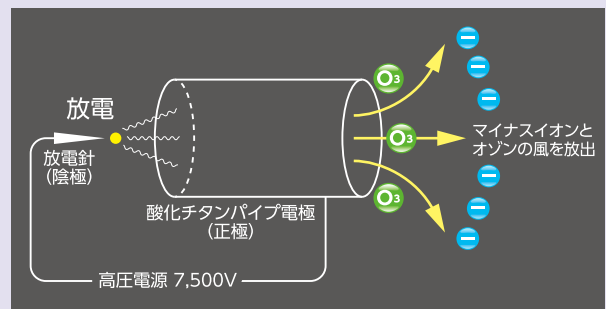 放電
放電針
(陰極)
酸化チタンパイプ電極
(正極)
高圧電源 7,500V
O3
O3
O3
マイナスイオンと
オゾンの風を放出